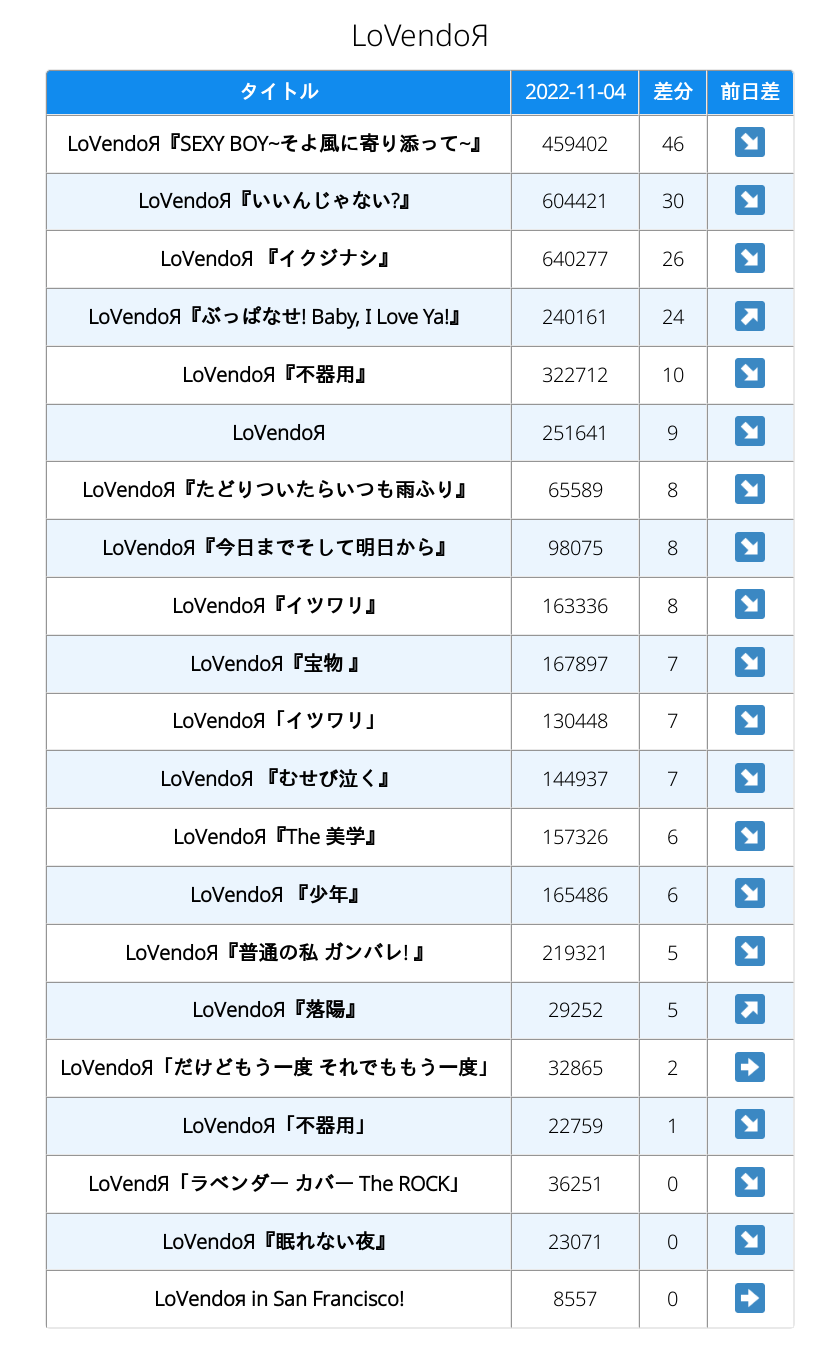 LoVendoЯ
タイトル 2022-11-04 差分 前日差
LoVendoЯ『SEXY BOY~そよ風に寄り添って~』 459402 46 ↘
LoVendoЯ『いいんじゃない?』 604421 30 ↘
LoVendoЯ 『イクジナシ』 640277 26 ↘
LoVendoЯ『ぶっぱなせ! Baby, I Love Ya!』 240161 24 ↗
LoVendoЯ『不器用』 322712 10 ↘
LoVendoЯ 251641 9 ↘
LoVendoЯ『たどりついたらいつも雨ふり』 65589 8 ↘
LoVendoЯ『今日までそして明日から』 98075 8 ↘
LoVendoЯ『イツワリ』 163336 8 ↘
LoVendoЯ『宝物 』 167897 7 ↘
LoVendoЯ「イツワリ」 130448 7 ↘
LoVendoЯ 『むせび泣く』 144937 7 ↘
LoVendoЯ『The 美学』 157326 6 ↘
LoVendoЯ 『少年』 165486 6 ↘
LoVendoЯ『普通の私 ガンバレ! 』 219321 5 ↘
LoVendoЯ『落陽』 29252 5 ↗
LoVendoЯ「だけどもう一度 それでももう一度」 32865 2 ➡
LoVendoЯ「不器用」 22759 1 ↘
LoVendЯ「ラベンダー カバー The ROCK」 36251 0 ↘
LoVendoЯ『眠れない夜』 23071 0 ↘
LoVendoя in San Francisco! 8557 0 ➡